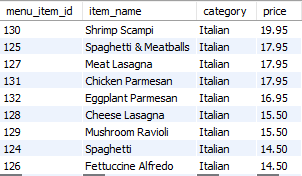 menu_item_id item_name category price
130 Shrimp Scampi Italian 19.95
125 Spaghetti & Meatballs Italian 17.95
127 Meat Lasagna Italian 17.95
131 Chicken Parmesan Italian 17.95
132 Eggplant Parmesan Italian 16.95
128 Cheese Lasagna Italian 15.50
129 Mushroom Ravioli Italian 15.50
124 Spaghetti Italian 14.50
126 Fettuccine Alfredo Italian 14.50